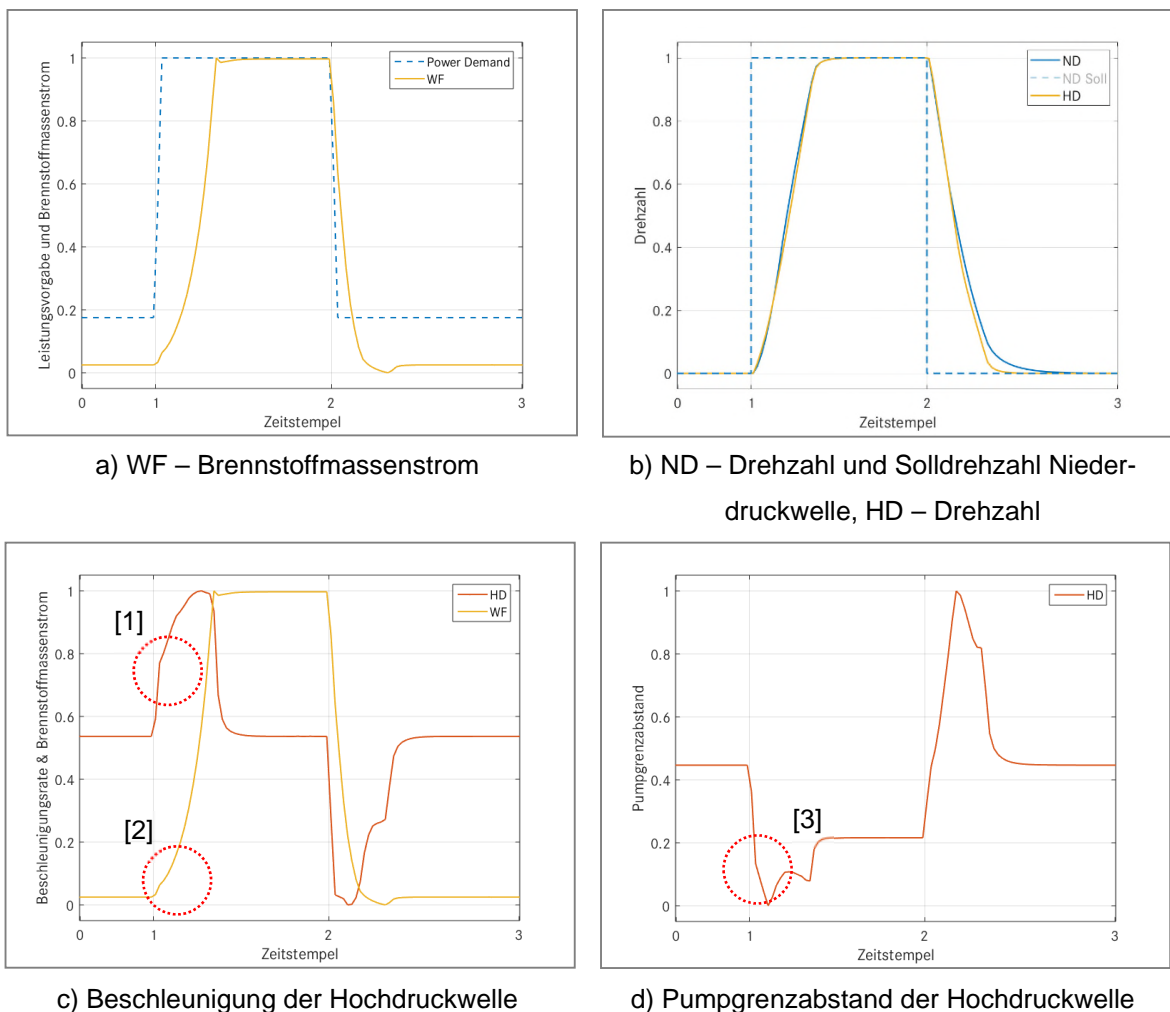 Leistungsvorgabe und Brennstoffmassenstrom
1
0.8
0.6
0.4
0.2
0
0 1 2 3
Zeitstempel
Power Demand
WF
a) WF – Brennstoffmassenstrom
Drehzahl
1
0.8
0.6
0.4
0.2
0
0 1 2 3
Zeitstempel
ND
ND Soll
HD
b) ND – Drehzahl und Solldrehzahl Nieder-
druckwelle, HD – Drehzahl
Beschleunigungsrate & Brennstoffmassenstrom
1
0.8
0.6
0.4
0.2
0
0 1 2 3
Zeitstempel
HD
WF
[1]
[2]
c) Beschleunigung der Hochdruckwelle
Pumpgrenzabstand
1
0.8
0.6
0.4
0.2
0
0 1 2 3
Zeitstempel
HD
[3]
d) Pumpgrenzabstand der Hochdruckwelle